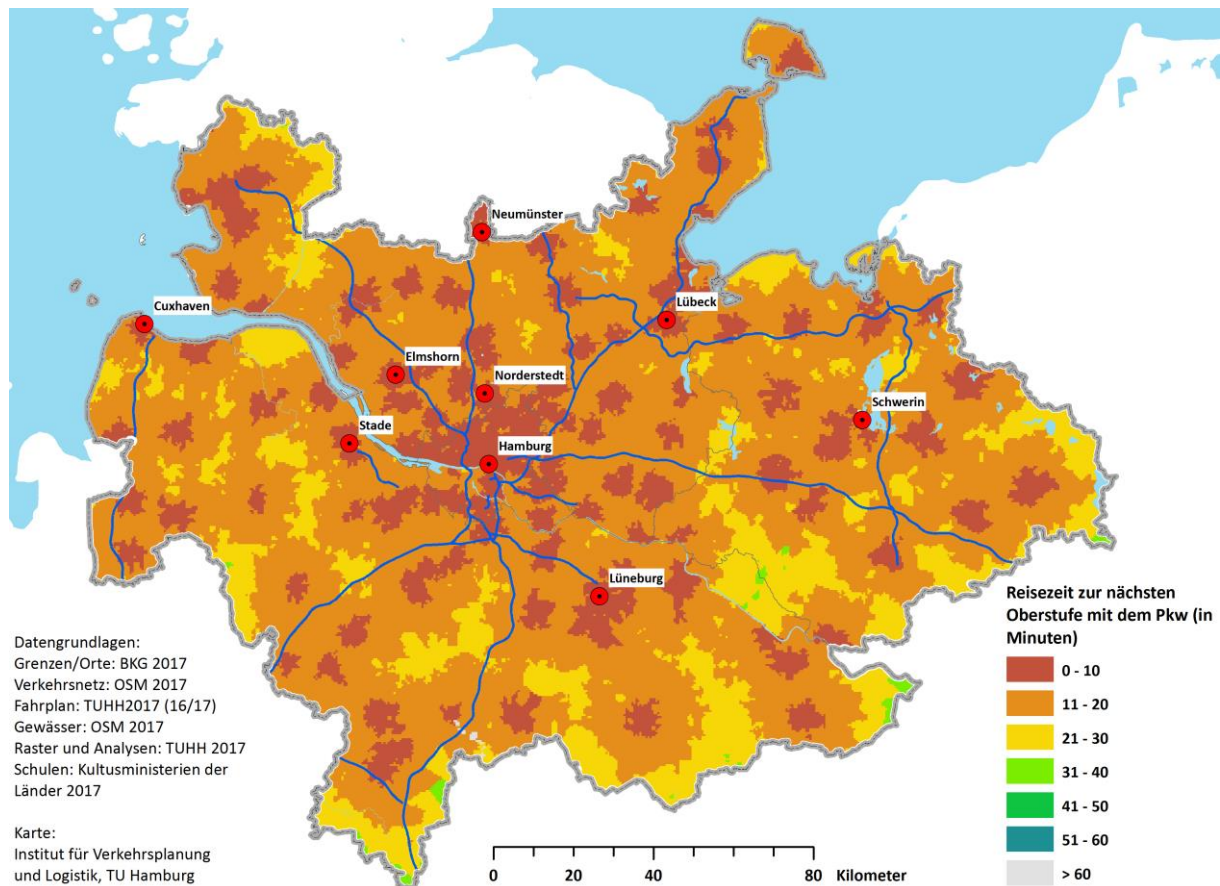 Neumünster
Cuxhaven
Lübeck
Elmshorn
Norderstedt
Schwerin
Stade
Hamburg
Lüneburg
Datengrundlagen:
Grenzen/Orte: BKG 2017
Verkehrsnetz: OSM 2017
Fahrplan: TUHH2017 (16/17)
Gewässer: OSM 2017
Raster und Analysen: TUHH 2017
Schulen: Kultusministerien der
Länder 2017
Karte:
Institut für Verkehrsplanung
und Logistik, TU Hamburg
0 20 40 80 Kilometer
Reisezeit zur nächsten
Oberstufe mit dem Pkw (in
Minuten)
0 - 10
11 - 20
21 - 30
31 - 40
41 - 50
51 - 60
> 60